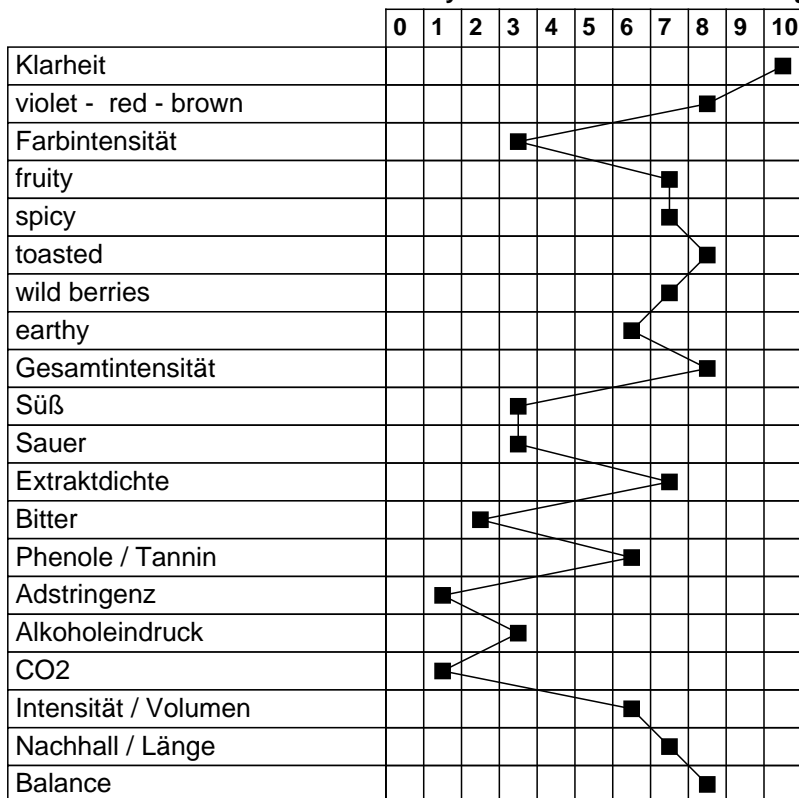 0 1 2 3 4 5 6 7 8 9 10
Klarheit
violet - red - brown
Farbintensität
fruity
spicy
toasted
wild berries
earthy
Gesamtintensität
Süß
Sauer
Extraktdichte
Bitter
Phenole / Tannin
Adstringenz
Alkoholeindruck
CO2
Intensität / Volumen
Nachhall / Länge
Balance